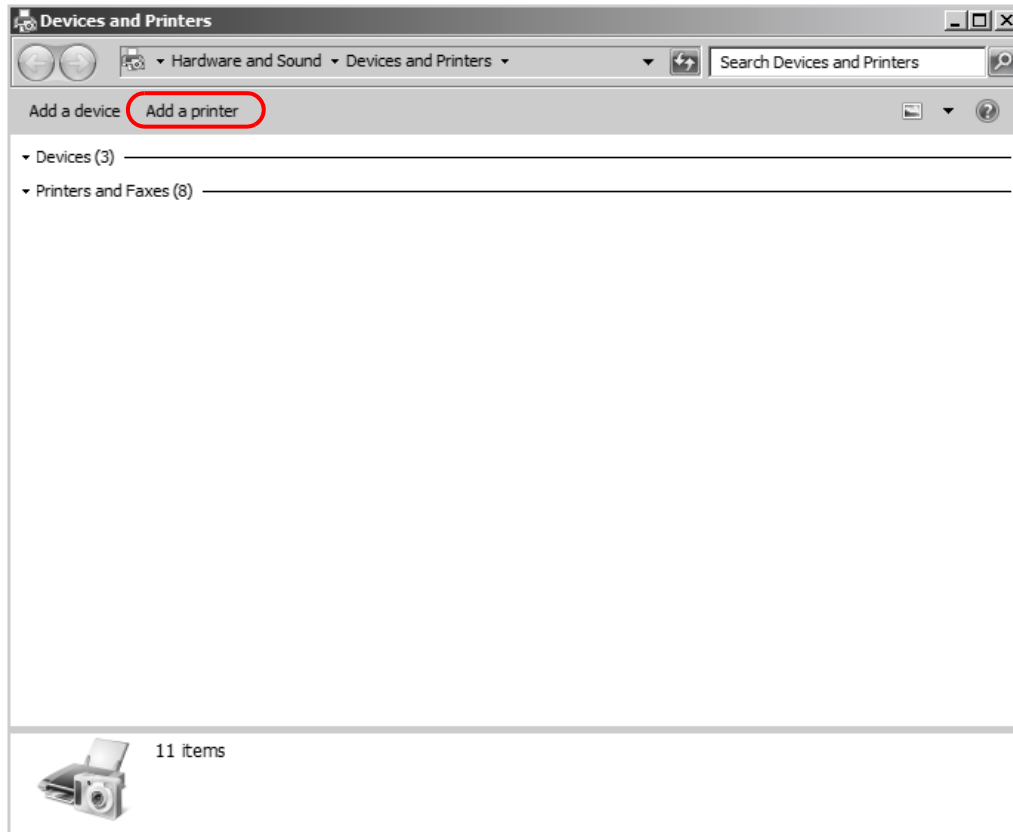 Devices and Printers
Hardware and Sound Devices and Printers
Search Devices and Printers
Add a device Add a printer
Devices (3)
Printers and Faxes (8)
11 items